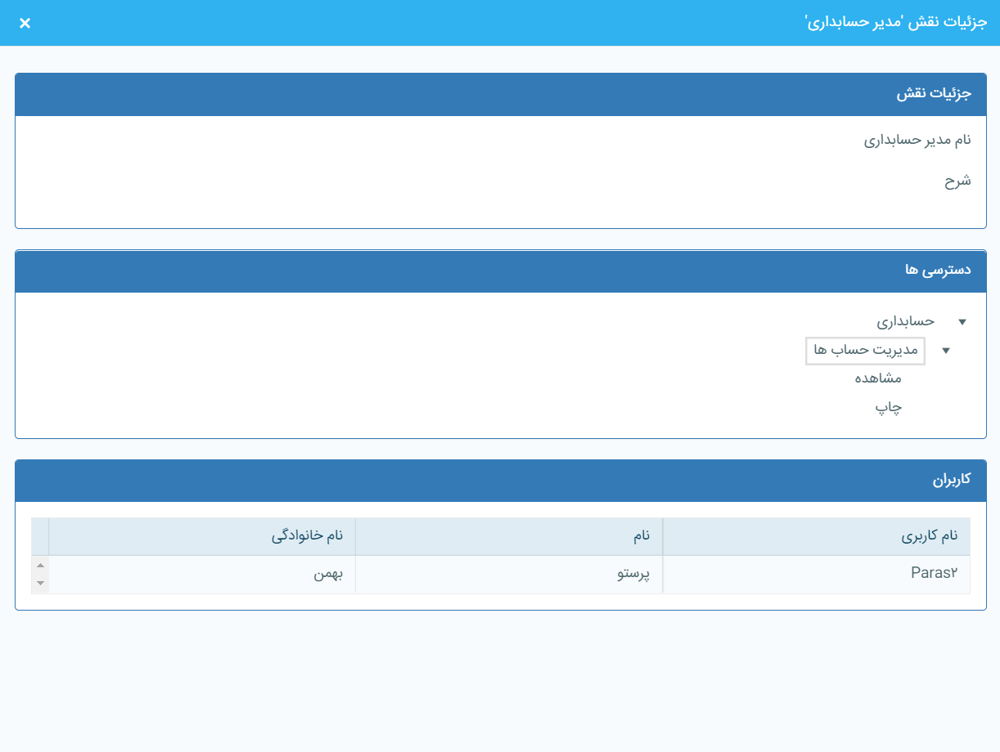 جزئیات نقش 'مدیر حسابداری'
جزئیات نقش
نام مدیر حسابداری
شرح
دسترسی ها
حسابداری
مدیریت حساب ها
مشاهده
چاپ
کاربران
نام کاربری نام نام خانوادگی
Paras۲ پرستو بهمن